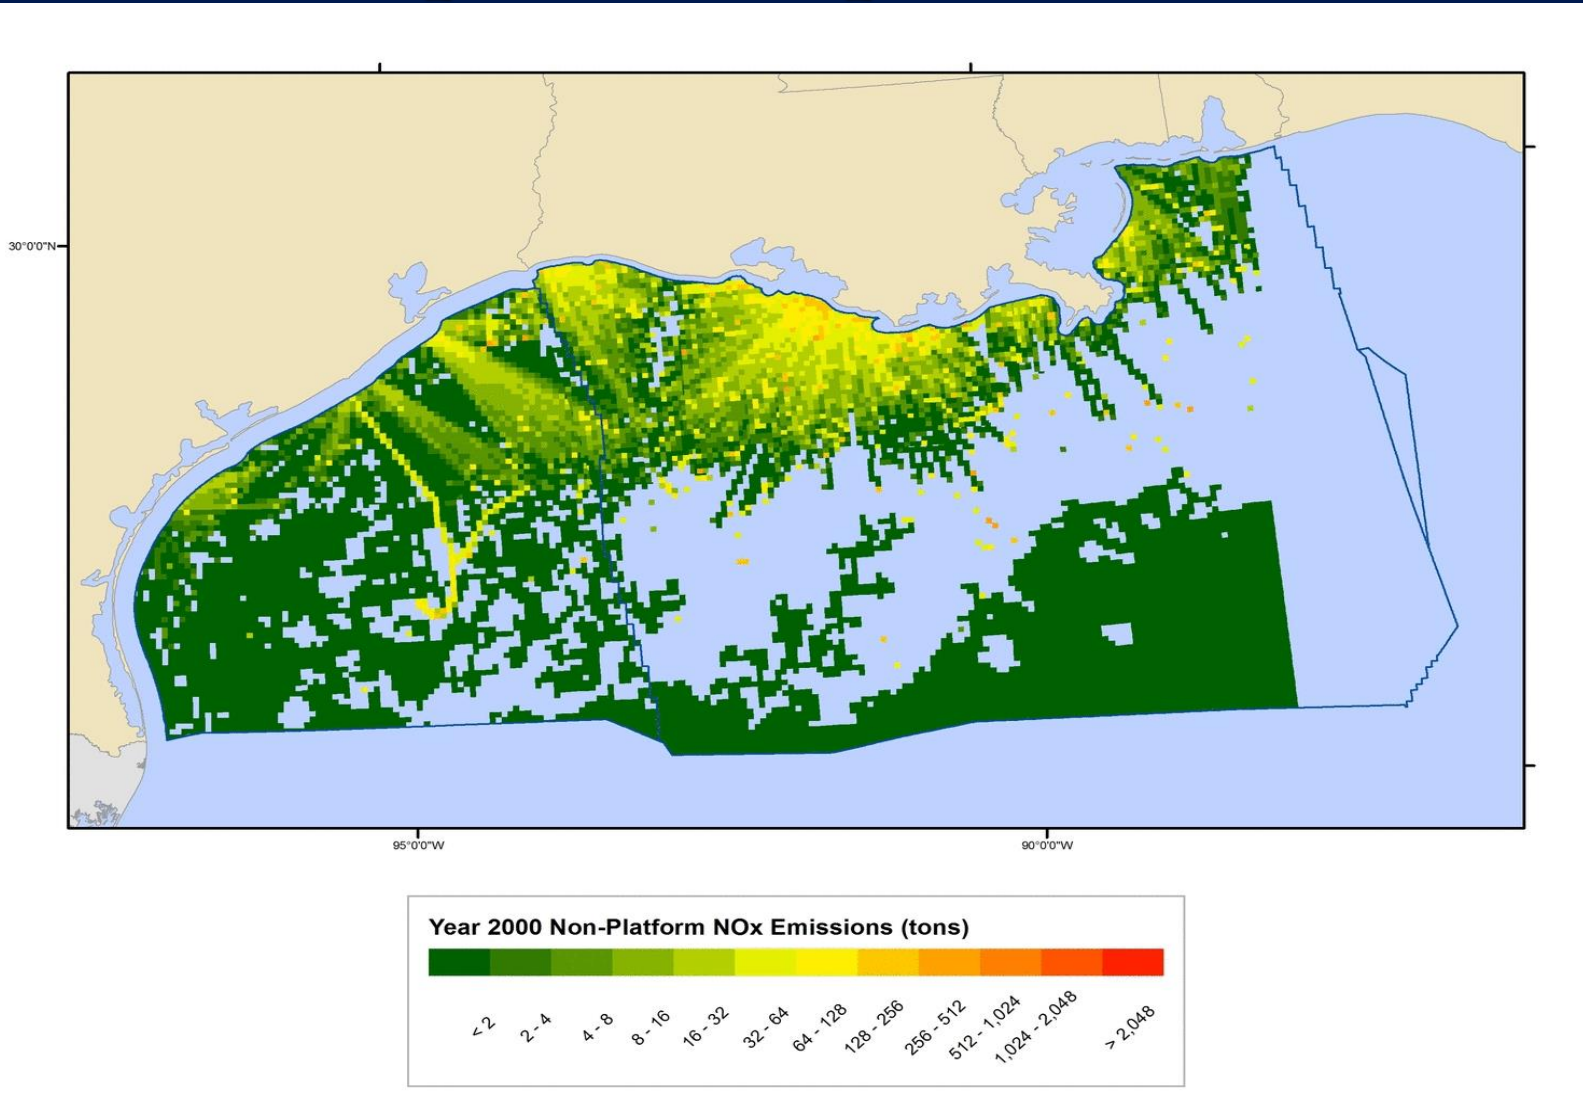 30°0'0"N
95°0'0"W
90°0'0"W
Year 2000 Non-Platform NOx Emissions (tons)
< 2
2 - 4
4 - 8
8 - 16
16 - 32
32 - 64
64 - 128
128 - 256
256 - 512
512 - 1,024
1,024 - 2,048
> 2,048